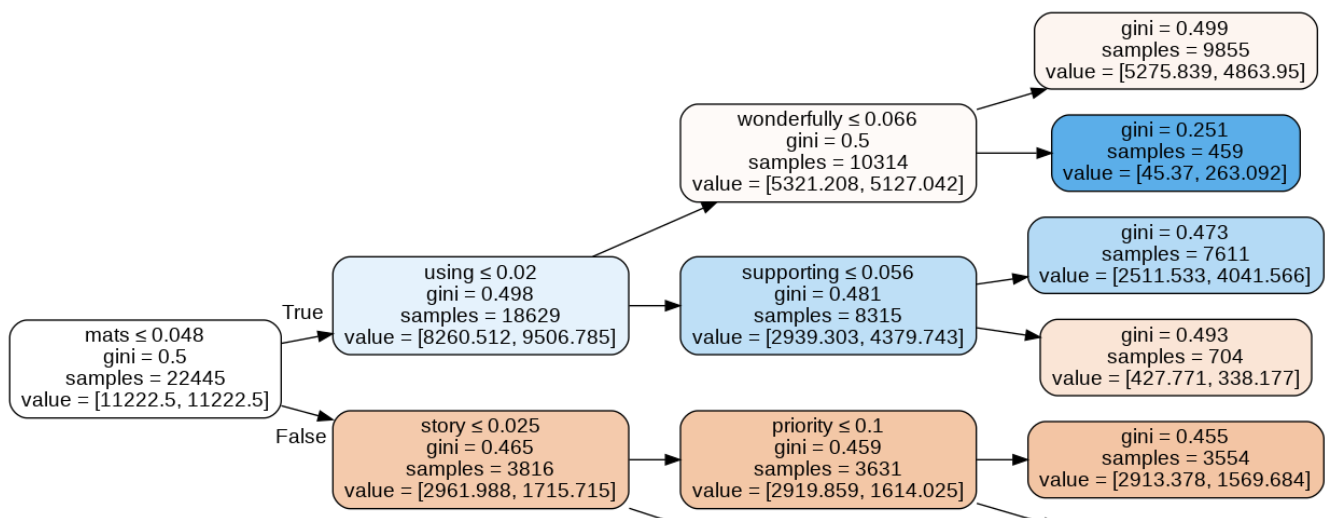 gini = 0.499
samples = 9855
value = [5275.839, 4863.95]
wonderfully ≤ 0.066
gini = 0.5
samples = 10314
value = [5321.208, 5127.042]
gini = 0.251
samples = 459
value = [45.37, 263.092]
using ≤ 0.02
gini = 0.498
samples = 18629
value = [8260.512, 9506.785]
supporting ≤ 0.056
gini = 0.481
samples = 8315
value = [2939.303, 4379.743]
gini = 0.473
samples = 7611
value = [2511.533, 4041.566]
True
mats ≤ 0.048
gini = 0.5
samples = 22445
value = [11222.5, 11222.5]
gini = 0.493
samples = 704
value = [427.771, 338.177]
False
story ≤ 0.025
gini = 0.465
samples = 3816
value = [2961.988, 1715.715]
priority ≤ 0.1
gini = 0.459
samples = 3631
value = [2919.859, 1614.025]
gini = 0.455
samples = 3554
value = [2913.378, 1569.684]